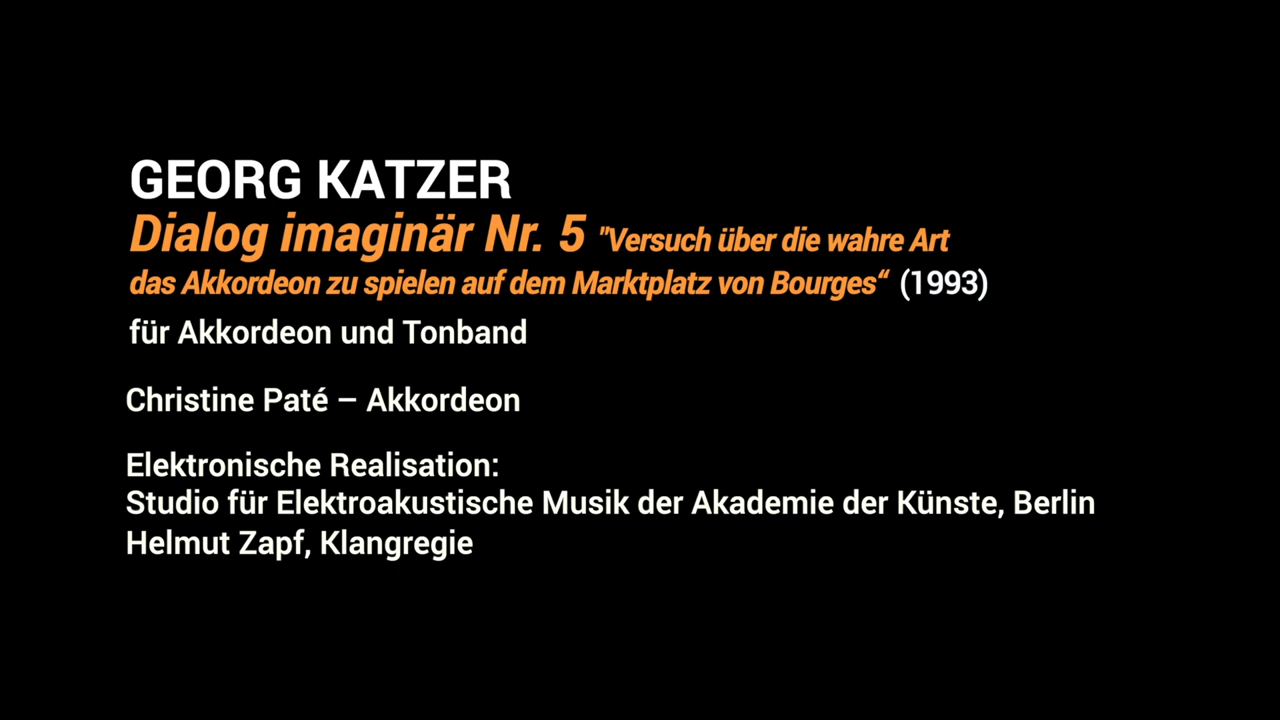 GEORG KATZER
Dialog imaginär Nr. 5 "Versuch über die wahre Art
das Akkordeon zu spielen auf dem Marktplatz von Bourges“ (1993)
für Akkordeon und Tonband
Christine Paté – Akkordeon
Elektronische Realisation:
Studio für Elektroakustische Musik der Akademie der Künste, Berlin
Helmut Zapf, Klangregie